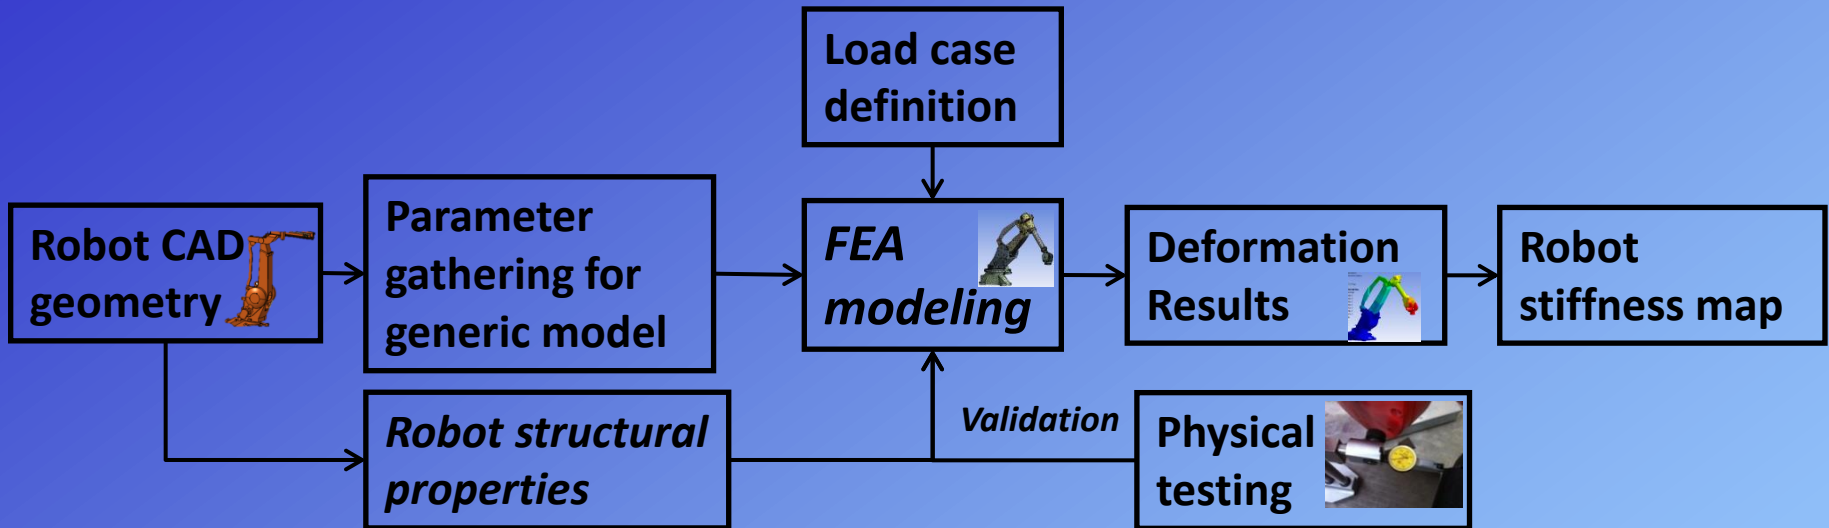 Load case
definition
Robot CAD
geometry
Parameter
gathering for
generic model
FEA
modeling
Deformation
Results
Robot
stiffness map
Robot structural
properties
Validation
Physical
testing